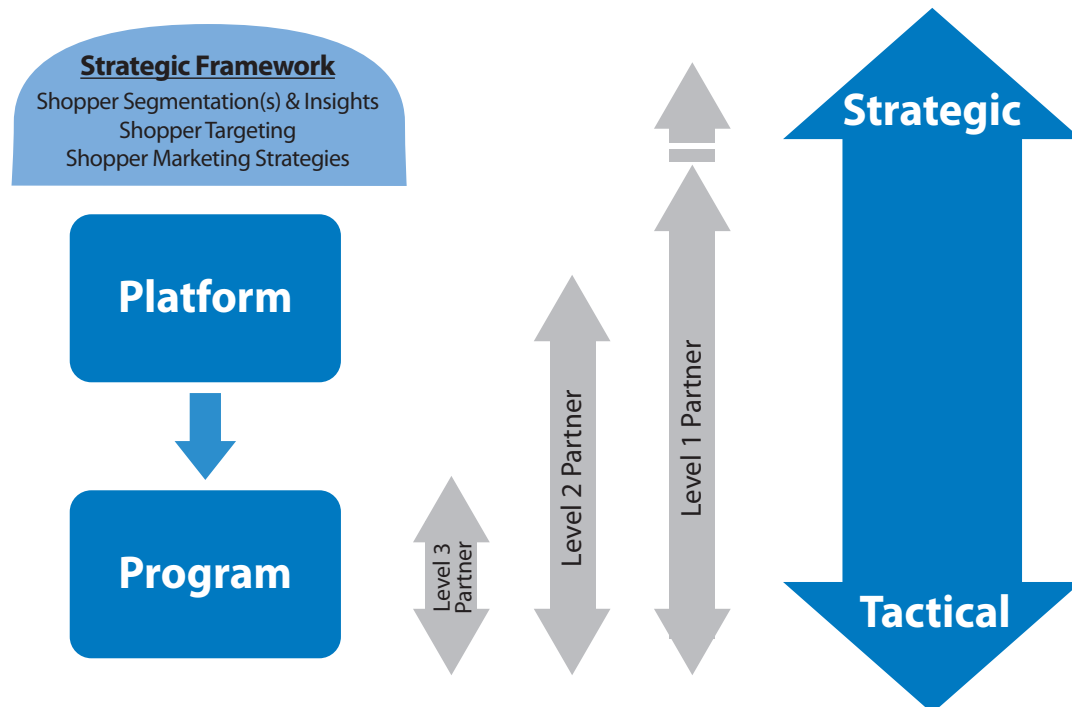 Strategic Framework
Shopper Segmentation(s) & Insights
Shopper Targeting
Shopper Marketing Strategies
Platform
Program
Level 3
Partner
Level 2 Partner
Level 1 Partner
Strategic
Tactical